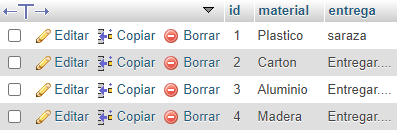 id material entrega
Editar Copiar Borrar 1 Plastico saraza
Editar Copiar Borrar 2 Carton Entregar....
Editar Copiar Borrar 3 Aluminio Entregar....
Editar Copiar Borrar 4 Madera Entregar....